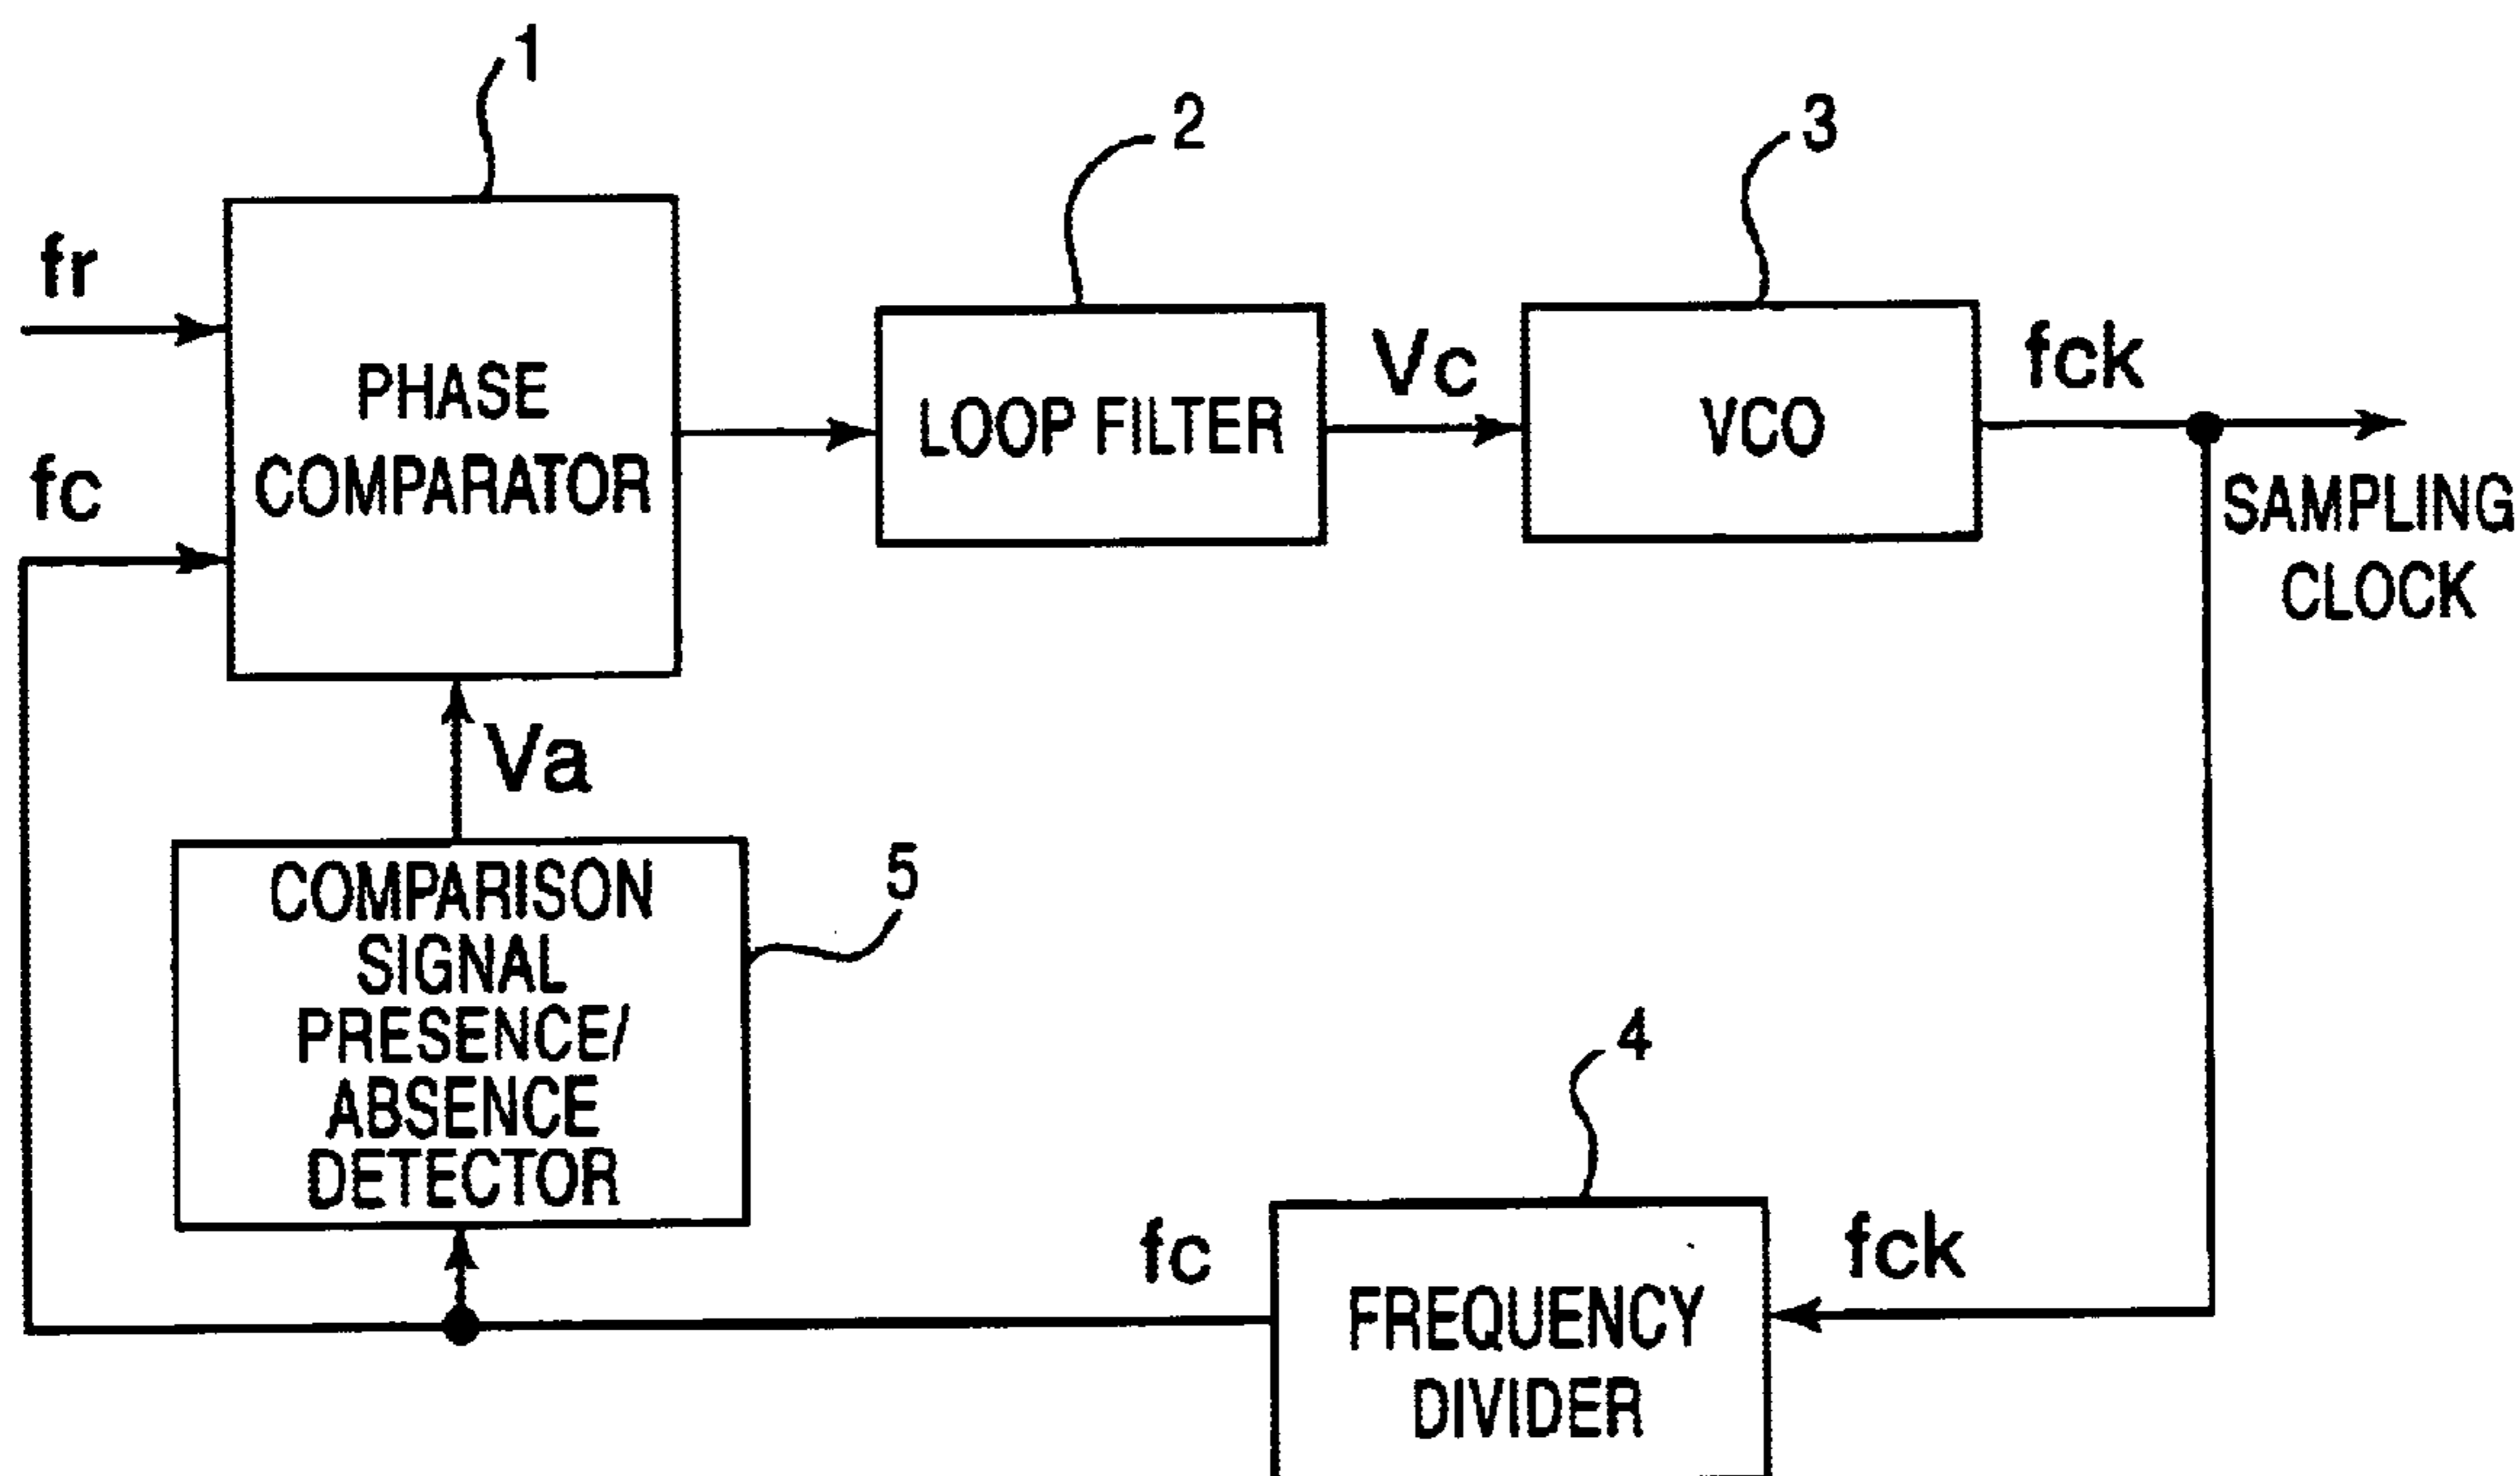 1
2
3
fr
PHASE
COMPARATOR
fc
LOOP FILTER
Vc
VCO
fck
SAMPLING
CLOCK
Va
COMPARISON
SIGNAL
PRESENCE/
ABSENCE
DETECTOR
5
4
fc
FREQUENCY
DIVIDER
fck